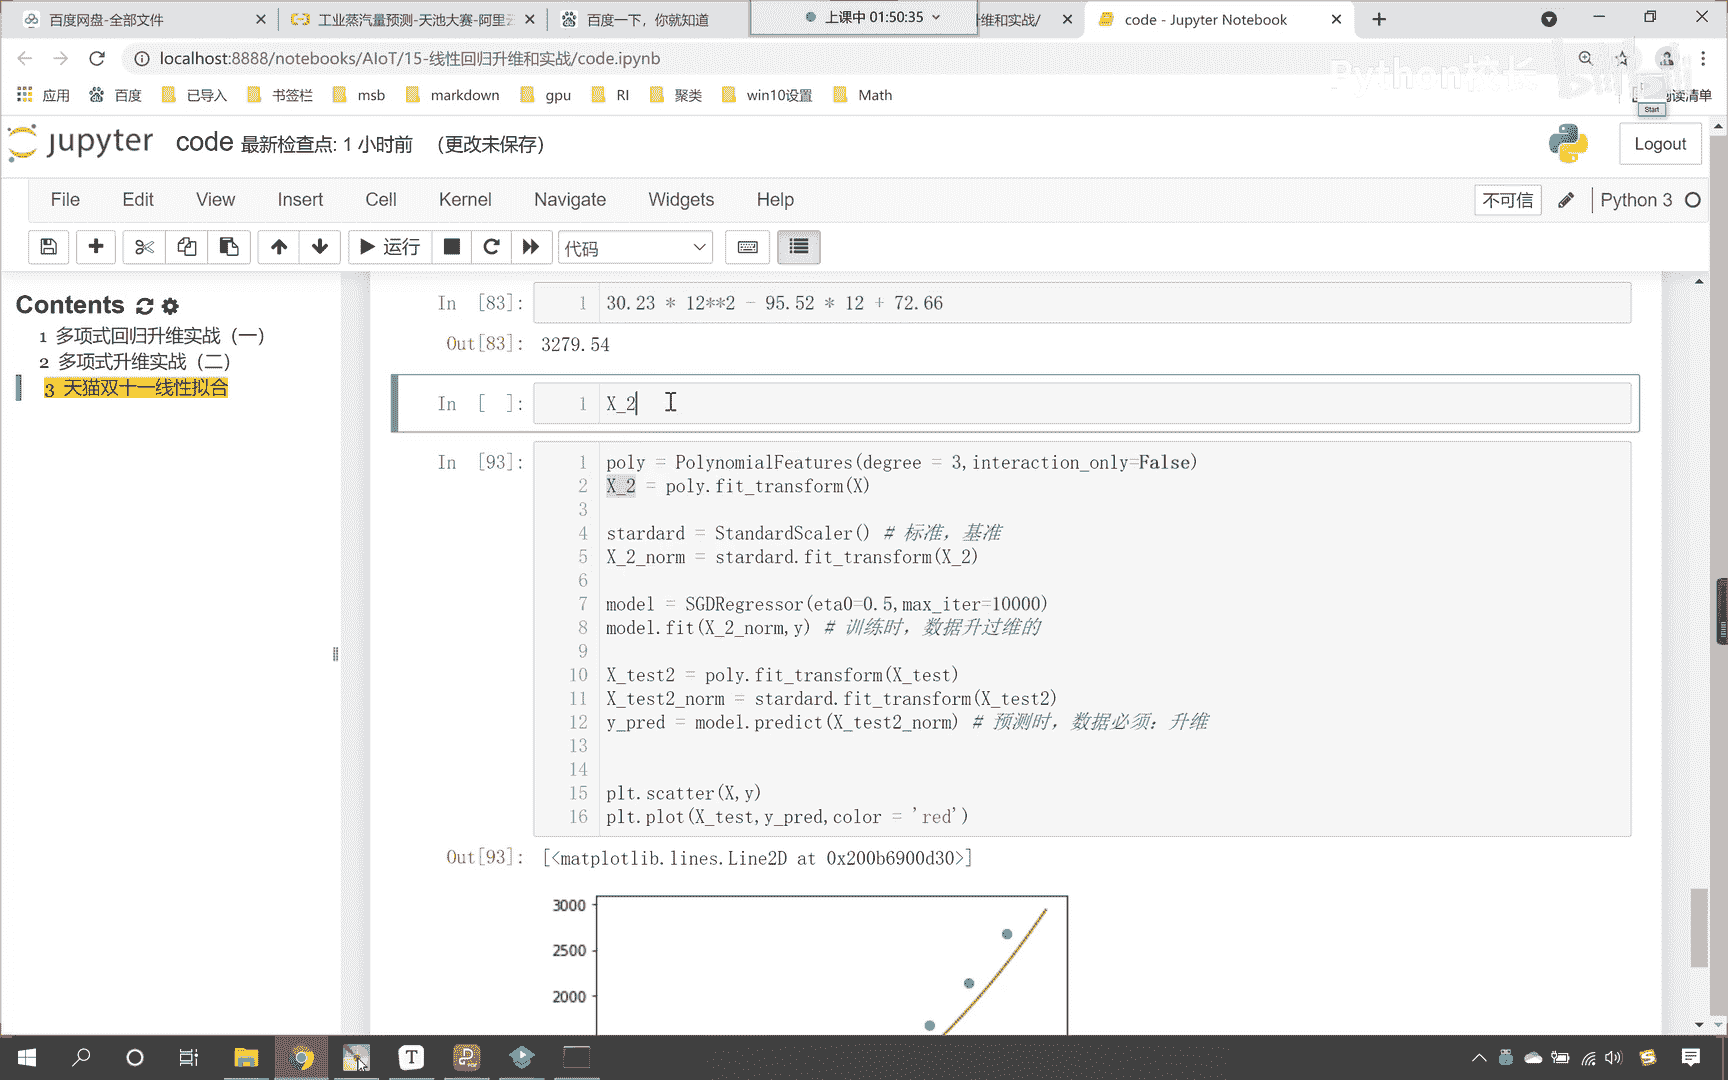 百度网盘-全部文件
工业蒸汽量预测-天池大赛-阿里云
百度一下，你就知道
上课中 01:50:35
维和实战/
code - Jupyter Notebook
localhost:8888/notebooks/AIoT/15-线性回归升维和实战/code.ipynb
Python校长
应用 百度 已导入 书签栏 msb markdown gpu RI 聚类 win10设置 Math 阅读清单
Start
jupyter code 最新检查点: 1 小时前 (更改未保存)
Logout
File Edit View Insert Cell Kernel Navigate Widgets Help 不可信 Python 3
运行 代码
Contents
1 多项式回归升维实战（一）
2 多项式升维实战（二）
3 天猫双十一线性拟合
In [83]: 1 30.23 * 12**2 - 95.52 * 12 + 72.66
Out[83]: 3279.54
In [ ]: 1 X_2
In [93]: 1 poly = PolynomialFeatures(degree = 3,interaction_only=False)
2 X_2 = poly.fit_transform(X)
3
4 stardard = StandardScaler() # 标准，基准
5 X_2_norm = stardard.fit_transform(X_2)
6
7 model = SGDRegressor(eta0=0.5,max_iter=10000)
8 model.fit(X_2_norm,y) # 训练时，数据升过维的
9
10 X_test2 = poly.fit_transform(X_test)
11 X_test2_norm = stardard.fit_transform(X_test2)
12 y_pred = model.predict(X_test2_norm) # 预测时，数据必须：升维
13
14
15 plt.scatter(X,y)
16 plt.plot(X_test,y_pred,color = 'red')
Out[93]: [<matplotlib.lines.Line2D at 0x200b6900d30>]
3000
2500
2000